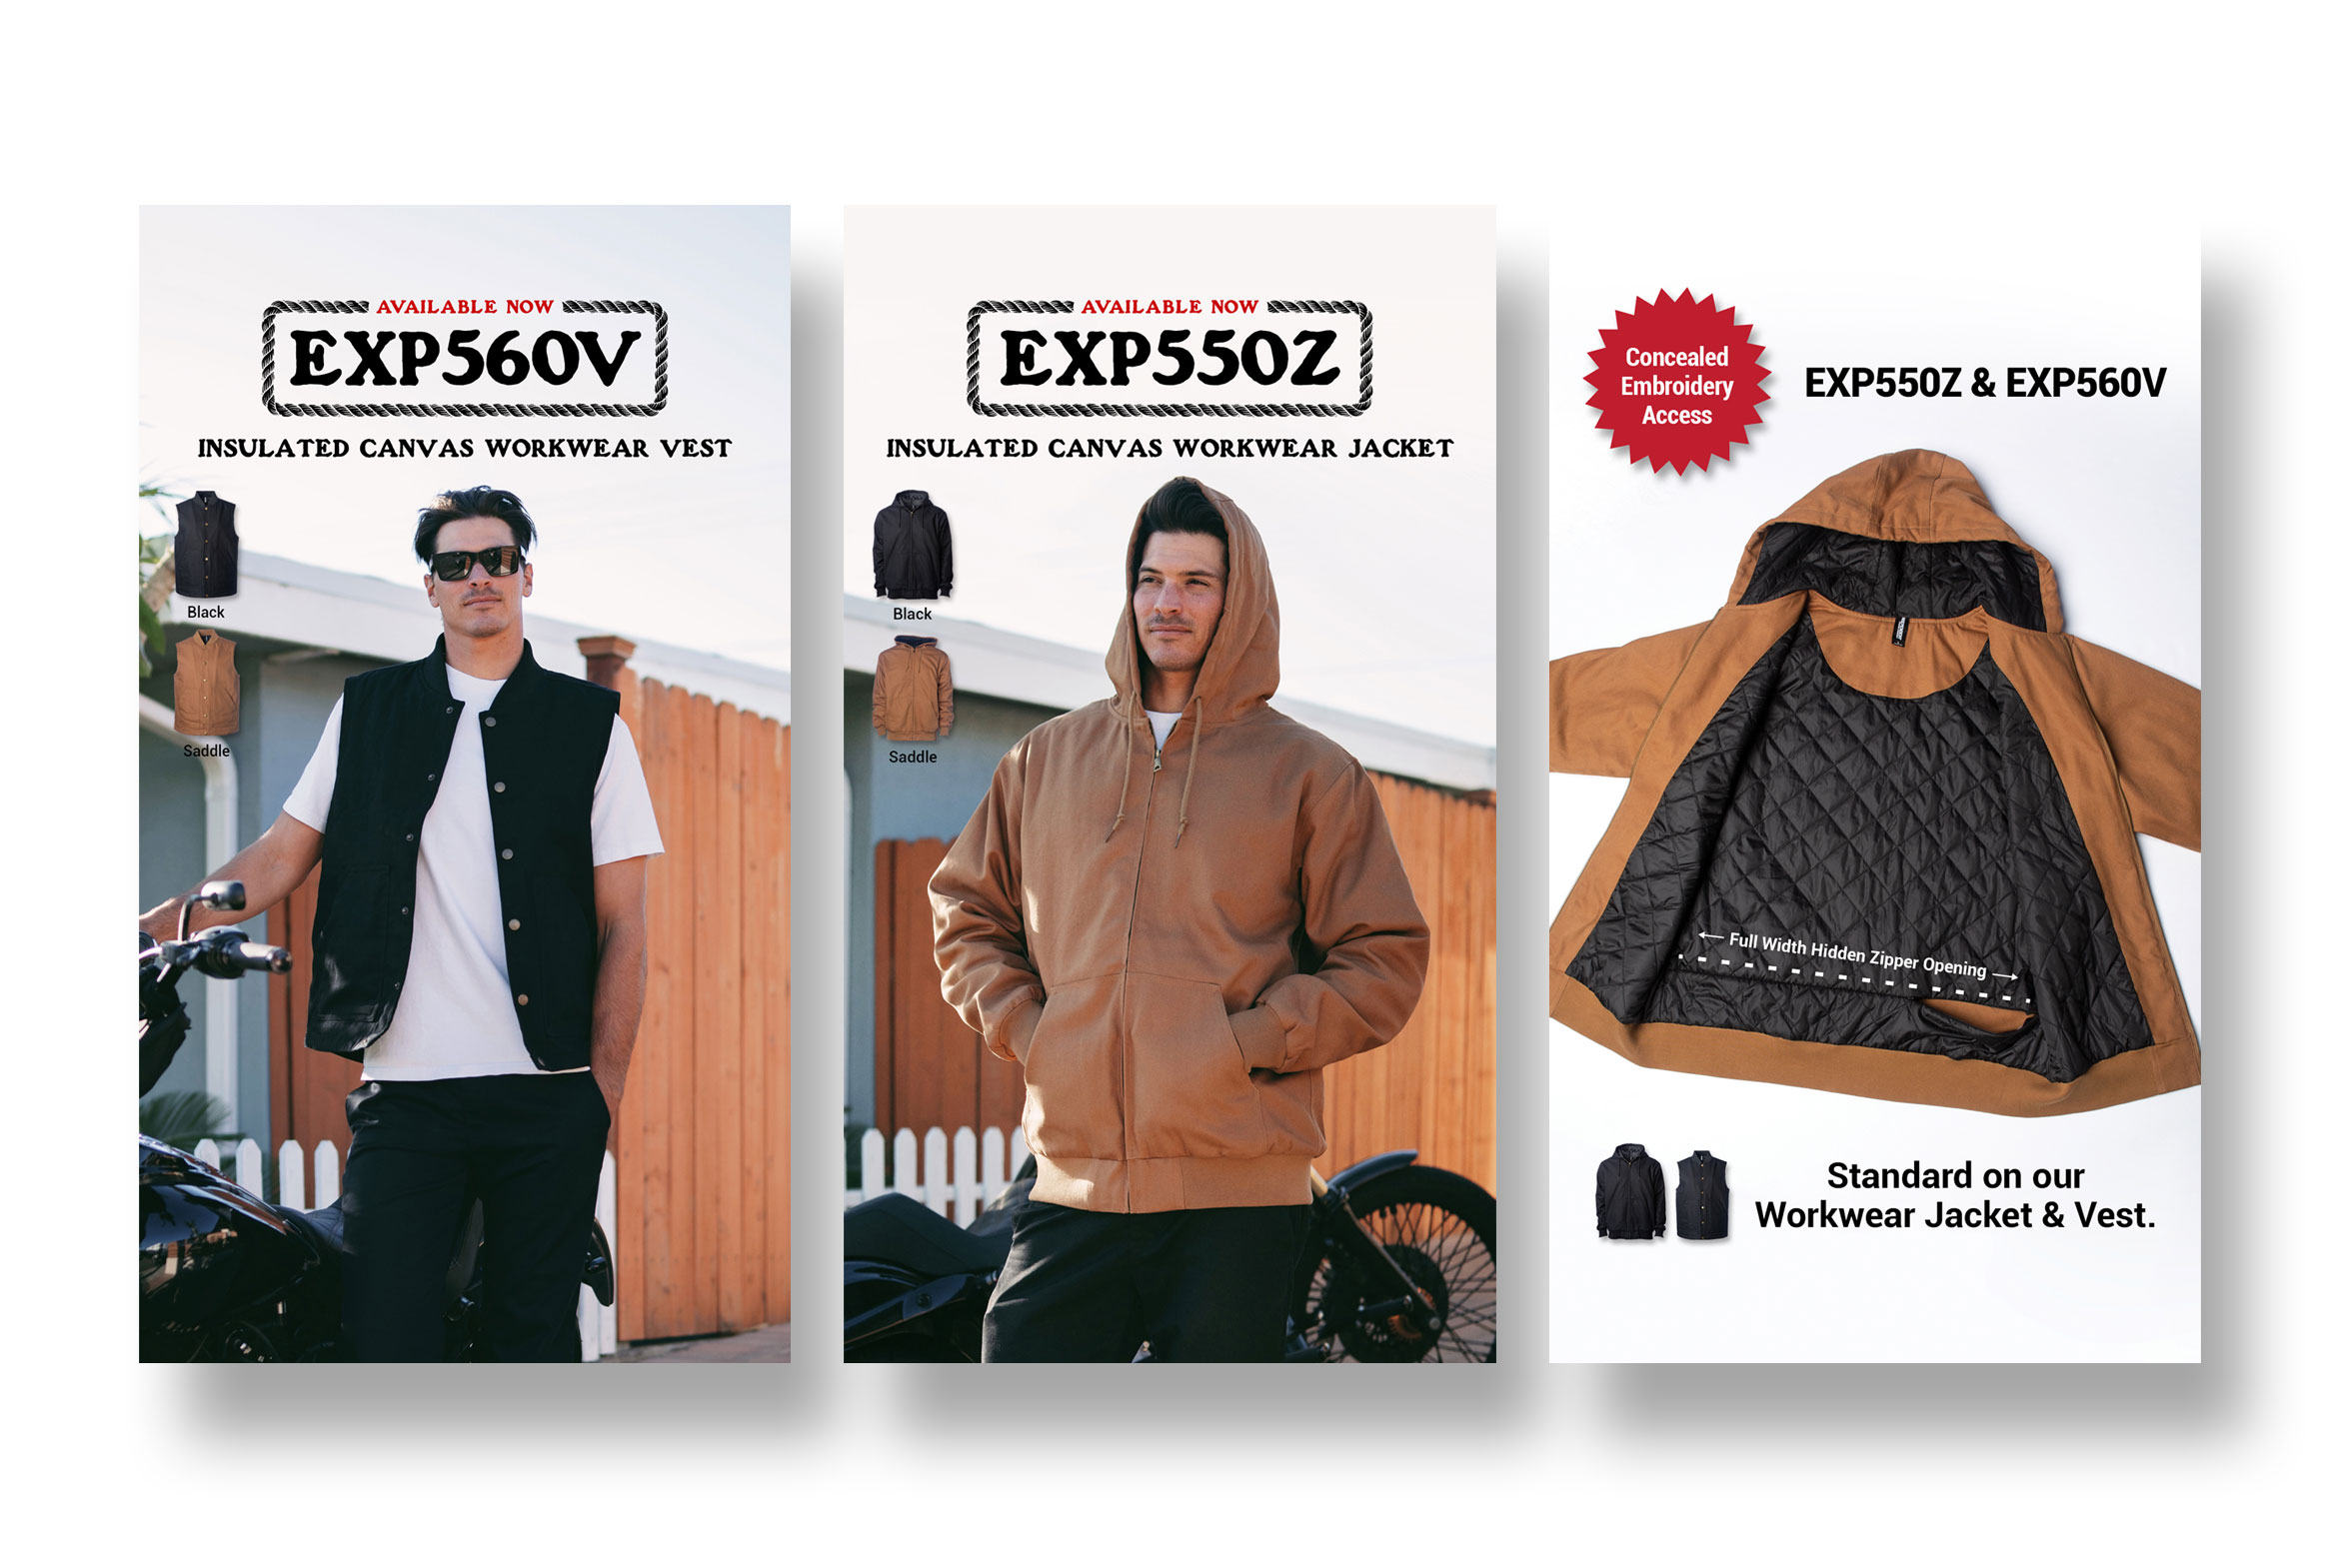 AVAILABLE NOW
EXP560V
INSULATED CANVAS WORKWEAR VEST
Black
Saddle
AVAILABLE NOW
EXP550Z
INSULATED CANVAS WORKWEAR JACKET
Black
Saddle
Concealed
Embroidery
Access
EXP550Z & EXP560V
Full Width Hidden Zipper Opening
Standard on our
Workwear Jacket & Vest.